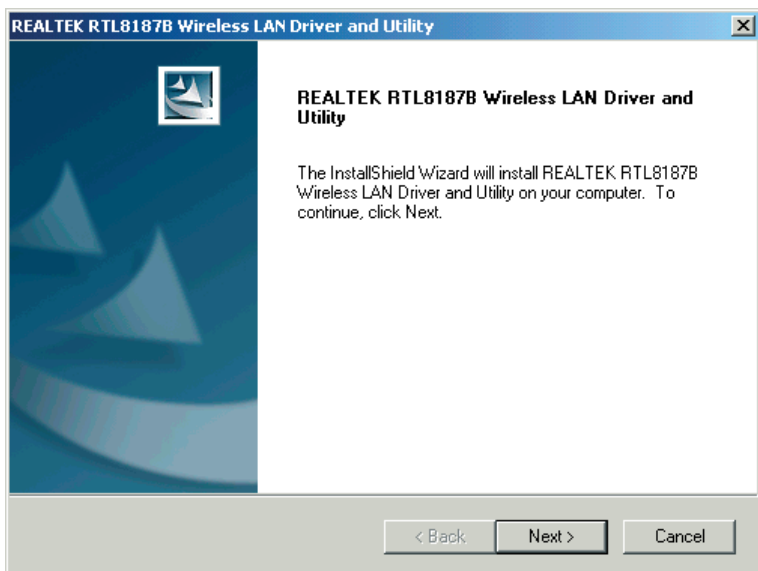 REALTEK RTL8187B Wireless LAN Driver and Utility
REALTEK RTL8187B Wireless LAN Driver and
Utility
The InstallShield Wizard will install REALTEK RTL8187B
Wireless LAN Driver and Utility on your computer. To
continue, click Next.
< Back
Next >
Cancel